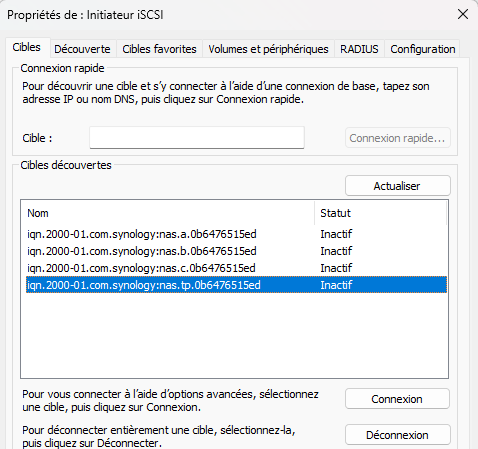 Propriétés de : Initiateur iSCSI
Cibles Découverte Cibles favorites Volumes et périphériques RADIUS Configuration
Connexion rapide
Pour découvrir une cible et s'y connecter à l'aide d'une connexion de base, tapez son
adresse IP ou nom DNS, puis cliquez sur Connexion rapide.
Cible : Connexion rapide...
Cibles découvertes
Actualiser
Nom Statut
iqn.2000-01.com.synology:nas.a.0b6476515ed Inactif
iqn.2000-01.com.synology:nas.b.0b6476515ed Inactif
iqn.2000-01.com.synology:nas.c.0b6476515ed Inactif
iqn.2000-01.com.synology:nas.tp.0b6476515ed Inactif
Pour vous connecter à l'aide d'options avancées, sélectionnez
une cible, puis cliquez sur Connexion.
Connexion
Pour déconnecter entièrement une cible, sélectionnez-la,
puis cliquez sur Déconnecter.
Déconnexion